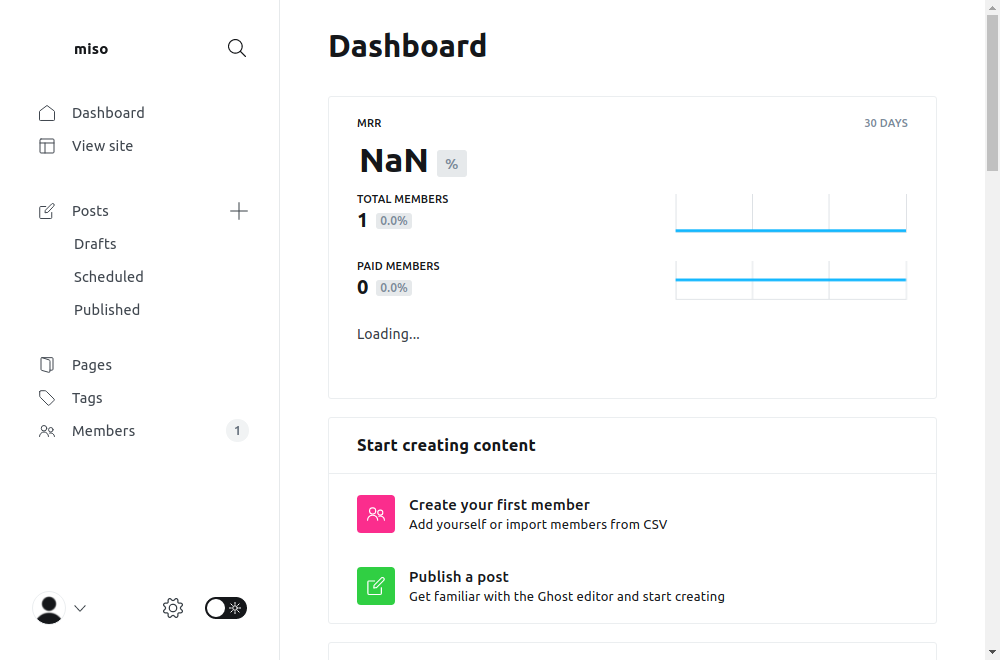 miso
Dashboard
View site
Posts
Drafts
Scheduled
Published
Pages
Tags
Members 1
Dashboard
MRR 30 DAYS
NaN %
TOTAL MEMBERS
1 0.0%
PAID MEMBERS
0 0.0%
Loading...
Start creating content
Create your first member
Add yourself or import members from CSV
Publish a post
Get familiar with the Ghost editor and start creating